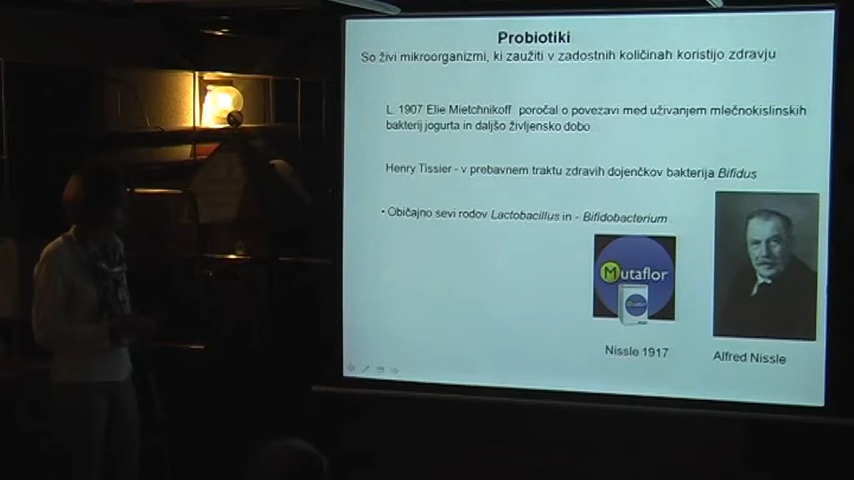 Probiotiki
So živi mikroorganizmi, ki zaužiti v zadostnih količinah koristijo zdravju
L. 1907 Elie Mietchnikoff poročal o povezavi med uživanjem mlečnokislinskih
bakterij jogurta in daljšo življensko dobo
Henry Tissier - v prebavnem traktu zdravih dojenčkov bakterija Bifidus
• Običajno sevi rodov Lactobacillus in - Bifidobacterium
Mutaflor
Nissle 1917
Alfred Nissle